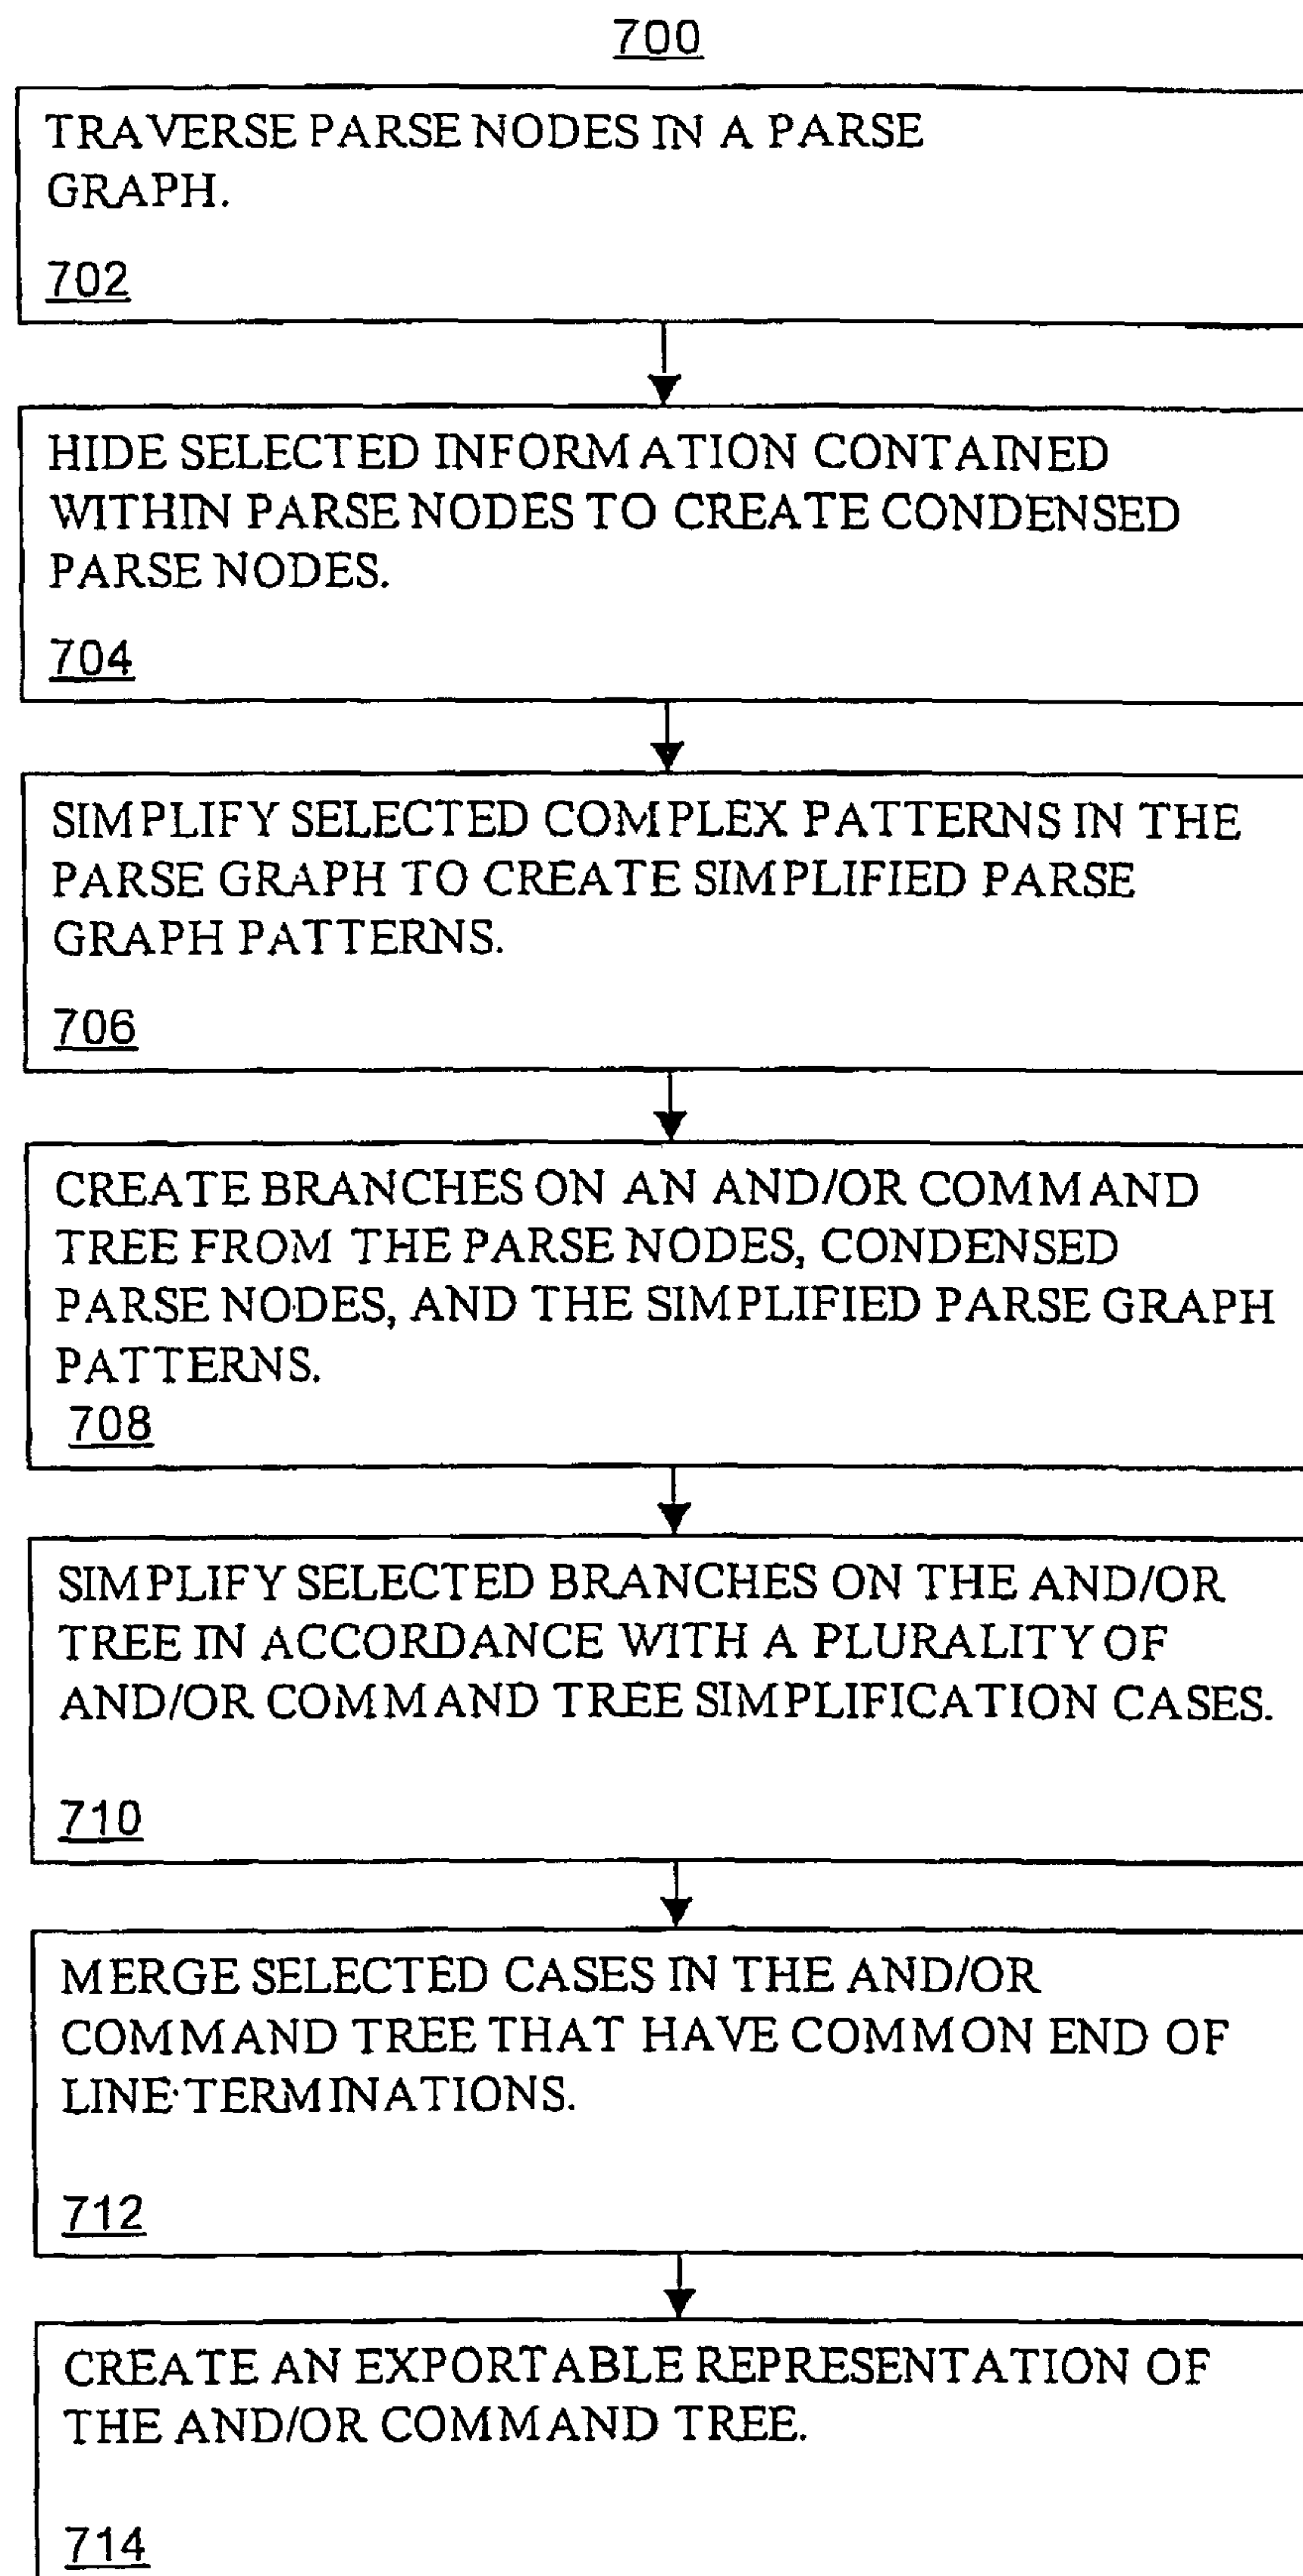 700
TRAVERSE PARSE NODES IN A PARSE
GRAPH.
702
HIDE SELECTED INFORMATION CONTAINED
WITHIN PARSE NODES TO CREATE CONDENSED
PARSE NODES.
704
SIMPLIFY SELECTED COMPLEX PATTERNS IN THE
PARSE GRAPH TO CREATE SIMPLIFIED PARSE
GRAPH PATTERNS.
706
CREATE BRANCHES ON AN AND/OR COMMAND
TREE FROM THE PARSE NODES, CONDENSED
PARSE NODES, AND THE SIMPLIFIED PARSE GRAPH
PATTERNS.
708
SIMPLIFY SELECTED BRANCHES ON THE AND/OR
TREE IN ACCORDANCE WITH A PLURALITY OF
AND/OR COMMAND TREE SIMPLIFICATION CASES.
710
MERGE SELECTED CASES IN THE AND/OR
COMMAND TREE THAT HAVE COMMON END OF
LINE TERMINATIONS.
712
CREATE AN EXPORTABLE REPRESENTATION OF
THE AND/OR COMMAND TREE.
714